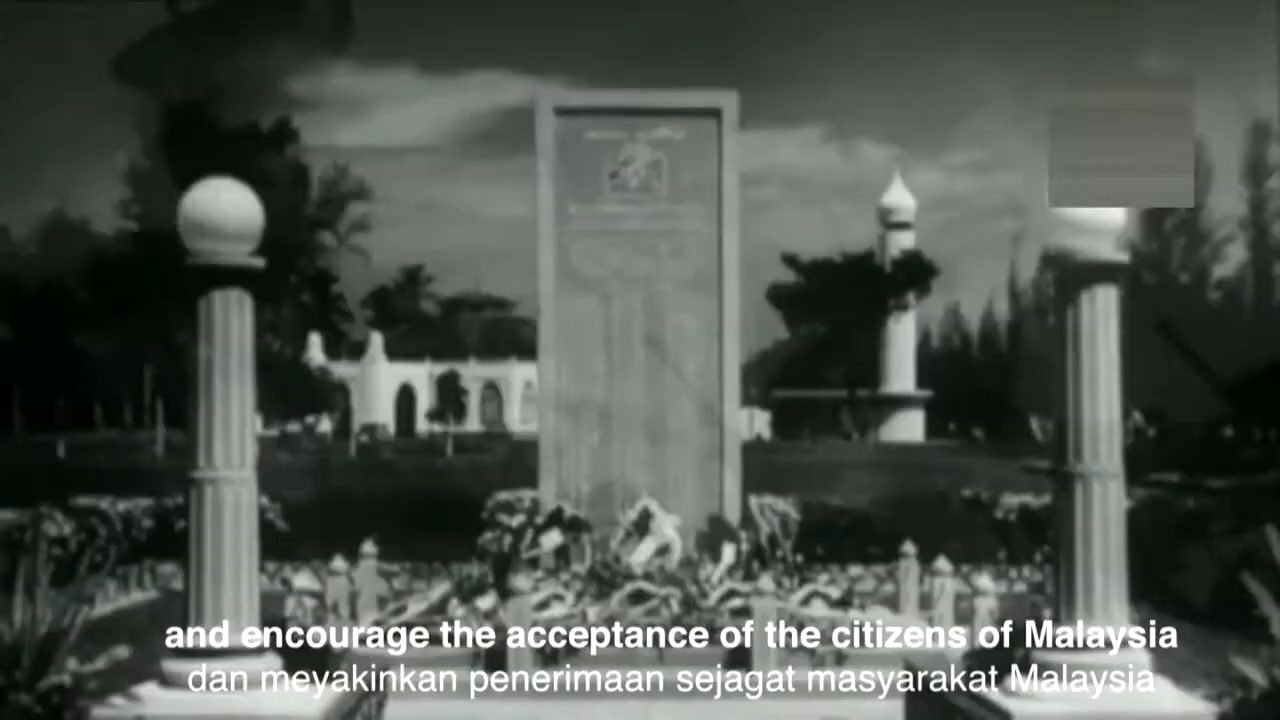 and encourage the acceptance of the citizens of Malaysia
dan meyakinkan penerimaan sejagat masyarakat Malaysia